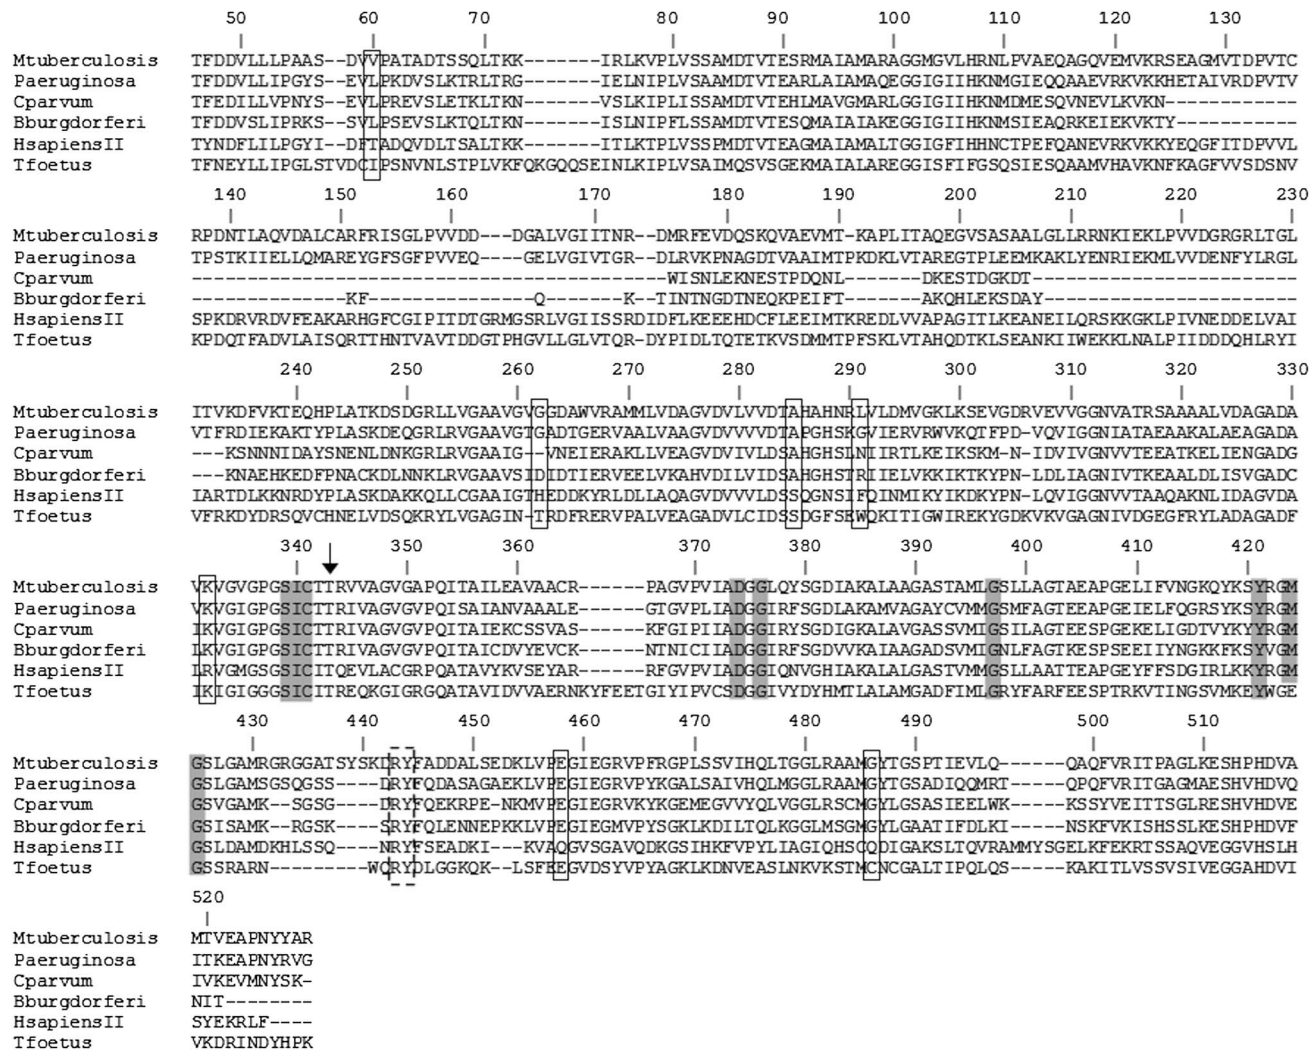 50 60 70 80 90 100 110 120 130
Mtuberculosis TFDDVLLLPAAS--DVVPATADTSSQLTKK-------IRLKVPLVSSAMDTVTESRMAIAMARAGGMGVLHRNLPVAEQAGQVEMVKRSEAGMVTDPVTC
Paeruginosa TFDDVLLIPGYS--EVLPKDVSLKTRLTRG-------IELNIPLVSAAMDTVTEARLAIAMAQEGGIGIIHKNMGIEQQAAEVRKVKKHETAIVRDPVTV
Cparvum TFEDILLVPNYS--EVLPREVSLETKLTKN-------VSLKIPLISSAMDTVTEHLMAVGMARLGGIGIIHKNMDMESQVNEVLKVKN------------
Bburgdorferi TFDDVSLIPRKS--SVLPSEVSLKTQLTKN-------ISLNIPFLSSAMDTVTESQMAIAIAKEGGIGIIHKNMSIEAQRKEIEKVKTY-----------
HsapiensII TYNDFLILPGYI--DFTADQVDLTSALTKK-------ITLKTPLVSSPMDTVTEAGMAIAMALTGGIGFIHHNCTPEFQANEVRKVKKYEQGFITDPVVL
Tfoetus TFNEYLLIPGLSTVDCIPSNVNLSTPLVKFQKGQQSEINLKIPLVSAIMQSVSGEKMAIALAREGGISFIFGSQSIESQAAMVHAVKNFKAGFVVSDSNV
140 150 160 170 180 190 200 210 220 230
Mtuberculosis RPDNTLAQVDALCARFRISGLPVVDD---DGALVGIITNR--DMRFEVDQSKQVAEVMT-KAPLITAQEGVSASAALGLLRRNKIEKLPVVDGRGRLTGL
Paeruginosa TPSTKIIELLQMAREYGFSGFPVVEQ----GELVGIVTGR--DLRVKPNAGDTVAAIMTPKDKLVTAREGTPLEEMKAKLYENRIEKMLVVDENFYLRGL
Cparvum -------------------------------------------WISNLEKNESTPDQNL-------DKESTDGKDT------------------------
Bburgdorferi --------------KF---------------Q-------K--TINTNGDTNEQKPEIFT-------AKQHLEKSDAY-----------------------
HsapiensII SPKDRVRDVFEAKARHGFCGIPITDTGRMGSRLVGIISSRDIDFLKEEEHDCFLEEIMTKREDLVVAPAGITLKEANEILQRSKKGKLPIVNEDDELVAI
Tfoetus KPDQTFADVLAISQRTTHNTVAVTDDGTPHGVLLGLVTQR-DYPIDLTQTETKVSDMMTPFSKLVTAHQDTKLSEANKIIWEKKLNALPIIDDDQHLRYI
240 250 260 270 280 290 300 310 320 330
Mtuberculosis ITVKDFVKTEQHPLATKDSDGRLLVGAAVGVGGDAWVRAMMLVDAGVDVLVVDTAHAHNRLVLDMVGKLKSEVGDRVEVVGGNVATRSAAAALVDAGADA
Paeruginosa VTFRDIEKAKTYPLASKDEQGRLRVGAAVGTGADTGERVAALVAAGVDVVVVDTAPGHSKGVIERVRWVKQTFPD-VQVIGGNIATAEAAKALAEAGADA
Cparvum ---KSNNNIDAYSNENLDNKGRLRVGAAIG--VNEIERAKLLVEAGVDVIVLDSAHGHSLNIIRTLKEIKSKM-N-IDVIVGNVVTEEATKELIENGADG
Bburgdorferi ---KNAEHKEDFPNACKDLNNKLRVGAAVSIDIDTIERVEELVKAHVDILVIDSAHGHSTRIIELVKKIKTKYPN-LDLIAGNIVTKEAALDLISVGADC
HsapiensII IARTDLKKNRDYPLASKDAKKQLLCGAAIGTHEDDKYRLDLLAQAGVDVVVLDSSQGNSIFQINMIKYIKDKYPN-LQVIGGNVVTAAQAKNLIDAGVDA
Tfoetus VFRKDYDRSQVCHNELVDSQKRYLVGAGIN-TRDFRERVPALVEAGADVLCIDSSDGFSEWQKITIGWIREKYGDKVKVGAGNIVDGEGFRYLADAGADF
340 350 360 370 380 390 400 410 420
Mtuberculosis VKVGVGPGSICTTRVVAGVGAPQITAILEAVAACR------PAGVPVIADGGLQYSGDIAKALAAGASTAMLGSLLAGTAEAPGELIFVNGKQYKSYRGM
Paeruginosa VKVGIGPGSICTTRIVAGVGVPQISAIANVAAALE------GTGVPLIADGGIRFSGDLAKAMVAGAYCVMMGSMFAGTEEAPGEIELFQGRSYKSYRGM
Cparvum IKVGIGPGSICTTRIVAGVGVPQITAIEKCSSVAS------KFGIPIIADGGIRYSGDIGKALAVGASSVMIGSILAGTEESPGEKELIGDTVYKYYRGM
Bburgdorferi LKVGIGPGSICTTRIVAGVGVPQITAICDVYEVCK------NTNICIIADGGIRFSGDVVKAIAAGADSVMIGNLFAGTKESPSEEIIYNGKKFKSYVGM
HsapiensII LRVGMGSGSICITQEVLACGRPQATAVYKVSEYAR------RFGVPVIADGGIQNVGHIAKALALGASTVMMGSLLAATTEAPGEYFFSDGIRLKKYRGM
Tfoetus IKIGIGGGSICITREQKGIGRGQATAVIDVVAERNKYFEETGIYIPVCSDGGIVYDYHMTLALAMGADFIMLGRYFARFEESPTRKVTINGSVMKEYWGE
430 440 450 460 470 480 490 500 510
Mtuberculosis GSLGAMRGRGGATSYSKDRYFADDALSEDKLVPEGIEGRVPFRGPLSSVIHQLTGGLRAAMGYTGSPTIEVLQ------QAQFVRITPAGLKESHPHDVA
Paeruginosa GSLGAMSGSQGSS----DRYFQDASAGAEKLVPEGIEGRVPYKGALSAIVHQLMGGLRAAMGYTGSADIQQMRT-----QPQFVRITGAGMAESHVHDVA
Cparvum GSVGAMK--SGSG----DRYFQEKRPE-NKMVPEGIEGRVKYKGEMEGVVYQLVGGLRSCMGYLGSASIEELWK-----KSSYVEITTSGLRESHVHDVE
Bburgdorferi GSISAMK--RGSK----SRYFQLENNEPKKLVPEGIEGMVPYSGKLKDILTQLKGGLMSGMGYLGAATIFDLKI-----NSKFVKISHSSLKESHPHDVF
HsapiensII GSLDAMDKHLSSQ----NRYFSEADKI---KVAQGVSGAVQDKGSIHKFVPYLIAGIQHSCQDIGAKSLTQVRAMMYSGELKFEKRTSSAQVEGGVHSLH
Tfoetus GSSRARN---------WQRYDLGGKQK--LSFEEGVDSYVPYAGKLKDNVEASLNKVKSTMCNCGALTIPQLQS-----KAKITLVSSVSIVEGGAHDVI
520
Mtuberculosis MTVEAPNYYAR
Paeruginosa ITKEAPNYRVG
Cparvum IVKEVMNYSK-
Bburgdorferi NIT--------
HsapiensII SYEKRLF----
Tfoetus VKDRINDYHPK